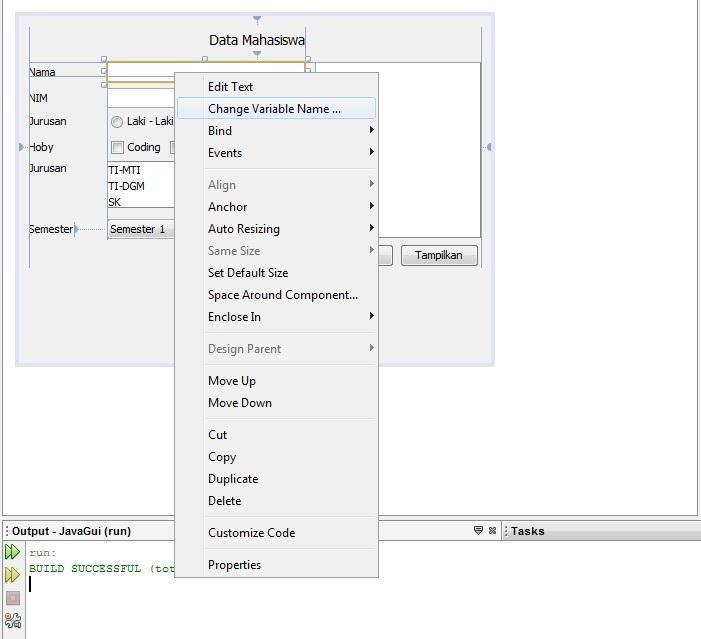 Data Mahasiswa
Nama
NIM
Jurusan
Laki - Laki
Hoby
Coding
Jurusan
TI-MTI
TI-DGM
SK
Semester
Semester 1
Tampilkan
Edit Text
Change Variable Name ...
Bind
Events
Align
Anchor
Auto Resizing
Same Size
Set Default Size
Space Around Component...
Enclose In
Design Parent
Move Up
Move Down
Cut
Copy
Duplicate
Delete
Customize Code
Properties
Output - JavaGui (run)
Tasks
run:
BUILD SUCCESSFUL (tot